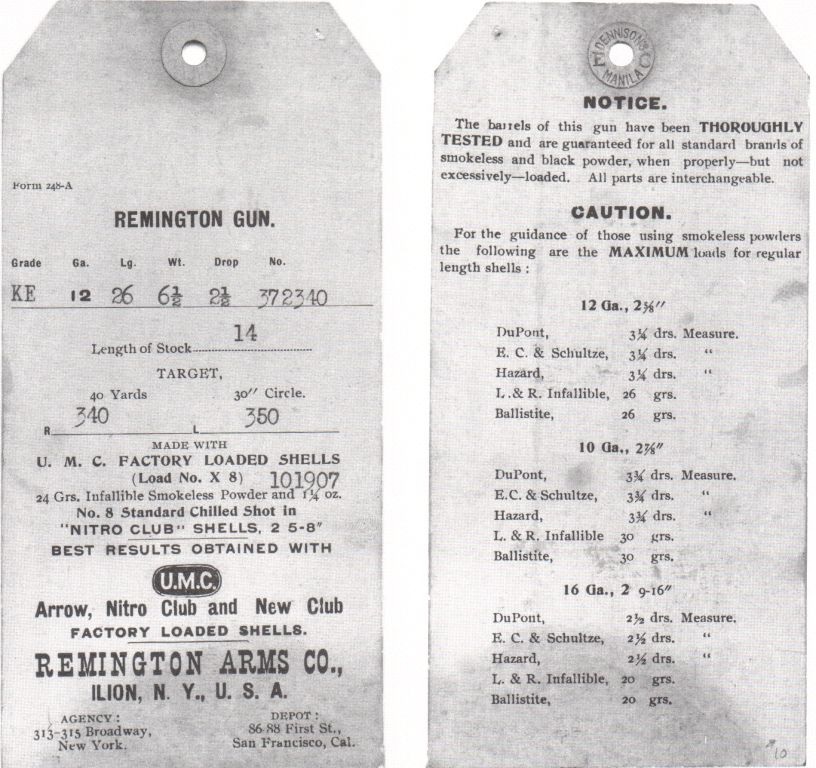 Form 248-A
REMINGTON GUN.
Grade Ga. Lg. Wt. Drop No.
KE 12 26 6½ 2½ 372340
Length of Stock 14
TARGET,
40 Yards 30" Circle.
R 340 L 350
MADE WITH
U. M. C. FACTORY LOADED SHELLS
(Load No. X 8) 101907
24 Grs. Infallible Smokeless Powder and 1¼ oz.
No. 8 Standard Chilled Shot in
"NITRO CLUB" SHELLS, 2 5-8"
BEST RESULTS OBTAINED WITH
U.M.C.
Arrow, Nitro Club and New Club
FACTORY LOADED SHELLS.
REMINGTON ARMS CO.,
ILION, N. Y., U. S. A.
AGENCY :
313-315 Broadway,
New York.
DEPOT :
86-88 First St.,
San Francisco, Cal.
DENNISON
MANILA
NOTICE.
The barrels of this gun have been THOROUGHLY
TESTED and are guaranteed for all standard brands of
smokeless and black powder, when properly—but not
excessively—loaded. All parts are interchangeable.
CAUTION.
For the guidance of those using smokeless powders
the following are the MAXIMUM loads for regular
length shells :
12 Ga., 2⅝"
DuPont, 3¼ drs. Measure.
E. C. & Schultze, 3¼ drs. "
Hazard, 3¼ drs. "
L. & R. Infallible, 26 grs.
Ballistite, 26 grs.
10 Ga., 2⅞"
DuPont, 3¾ drs. Measure.
E.C. & Schultze, 3¾ drs. "
Hazard, 3¾ drs. "
L. & R. Infallible 30 grs.
Ballistite, 30 grs.
16 Ga., 2 9-16"
DuPont, 2½ drs. Measure.
E. C. & Schultze, 2½ drs. "
Hazard, 2½ drs. "
L. & R. Infallible, 20 grs.
Ballistite, 20 grs.
10